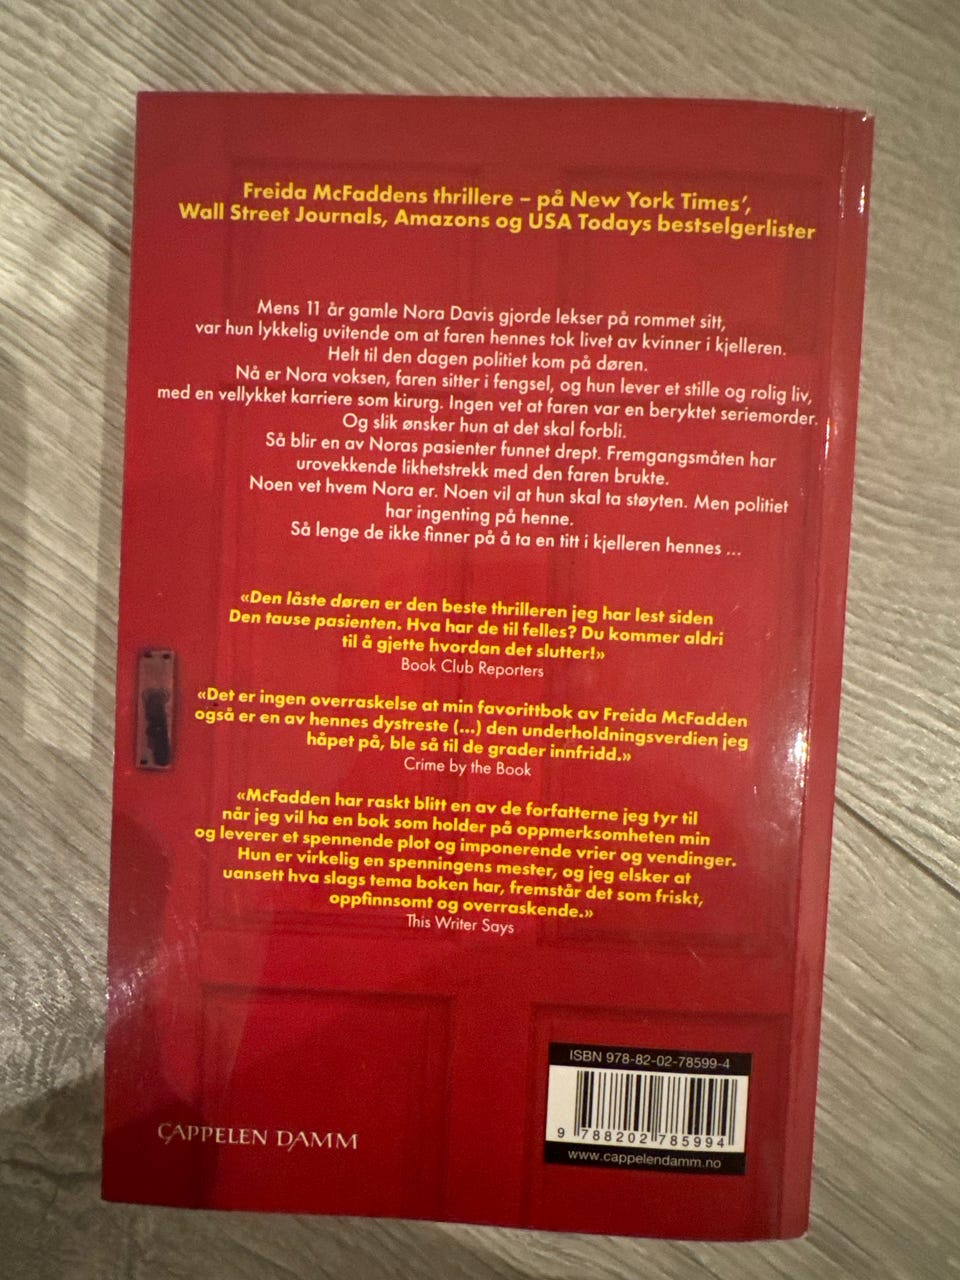 Freida McFaddens thrillere – på New York Times’,
Wall Street Journals, Amazons og USA Todays bestselgerlister
Mens 11 år gamle Nora Davis gjorde lekser på rommet sitt,
var hun lykkelig uvitende om at faren hennes tok livet av kvinner i kjelleren.
Helt til den dagen politiet kom på døren.
Nå er Nora voksen, faren sitter i fengsel, og hun lever et stille og rolig liv,
med en vellykket karriere som kirurg. Ingen vet at faren var en beryktet seriemorder.
Og slik ønsker hun at det skal forbli.
Så blir en av Noras pasienter funnet drept. Fremgangsmåten har
urovekkende likhetstrekk med den faren brukte.
Noen vet hvem Nora er. Noen vil at hun skal ta støyten. Men politiet
har ingenting på henne.
Så lenge de ikke finner på å ta en titt i kjelleren hennes ...
«Den låste døren er den beste thrilleren jeg har lest siden
Den tause pasienten. Hva har de til felles? Du kommer aldri
til å gjette hvordan det slutter!»
Book Club Reporters
«Det er ingen overraskelse at min favorittbok av Freida McFadden
også er en av hennes dystreste (...) den underholdningsverdien jeg
håpet på, ble så til de grader innfridd.»
Crime by the Book
«McFadden har raskt blitt en av de forfatterne jeg tyr til
når jeg vil ha en bok som holder på oppmerksomheten min
og leverer et spennende plot og imponerende vrier og vendinger.
Hun er virkelig en spenningens mester, og jeg elsker at
uansett hva slags tema boken har, fremstår det som friskt,
oppfinnsomt og overraskende.»
This Writer Says
ISBN 978-82-02-78599-4
9 788202 785994
www.cappelendamm.no
CAPPELEN DAMM